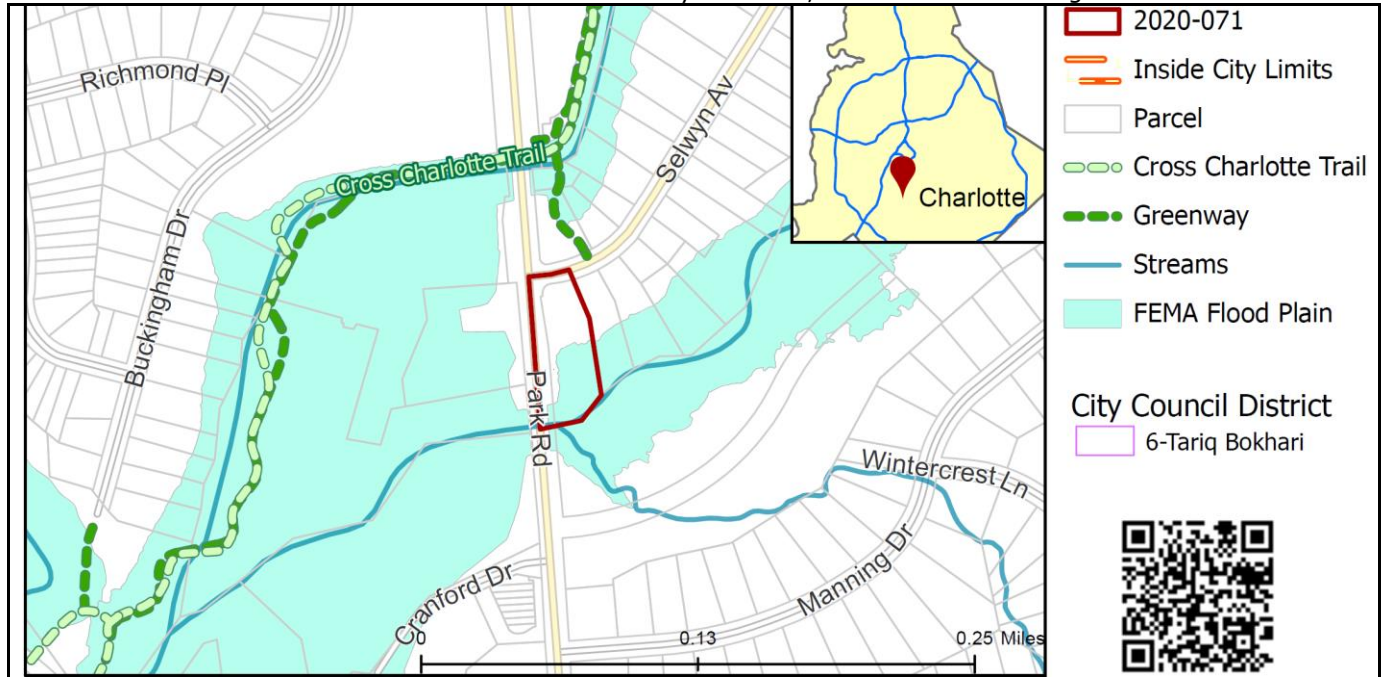 2020-071
Inside City Limits
Parcel
Cross Charlotte Trail
Greenway
Streams
FEMA Flood Plain
City Council District
6-Tariq Bokhari
Richmond Pl
Buckingham Dr
Cross Charlotte Trail
Selwyn Av
Charlotte
Park Rd
Wintercrest Ln
Manning Dr
Cranford Dr
0
0.13
0.25 Miles